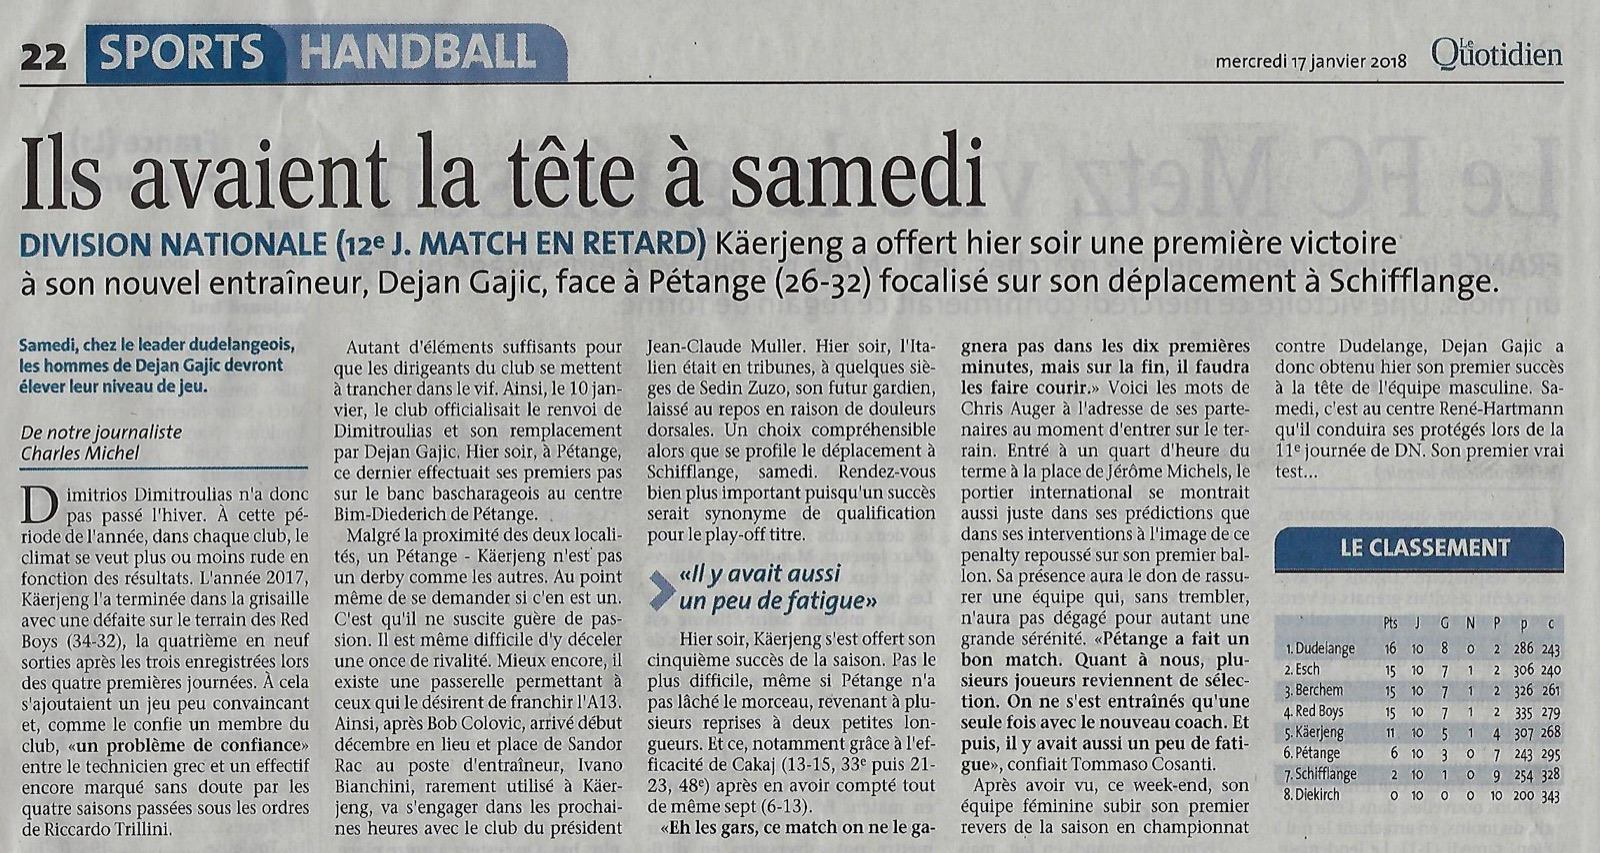 22 SPORTS HANDBALL
mercredi 17 janvier 2018 Le Quotidien
Ils avaient la tête à samedi
DIVISION NATIONALE (12e J. MATCH EN RETARD) Käerjeng a offert hier soir une première victoire
à son nouvel entraîneur, Dejan Gajic, face à Pétange (26-32) focalisé sur son déplacement à Schifflange.
Samedi, chez le leader dudelangeois,
les hommes de Dejan Gajic devront
élever leur niveau de jeu.
De notre journaliste
Charles Michel
Dimitrios Dimitroulias n'a donc
pas passé l'hiver. À cette pé-
riode de l'année, dans chaque club, le
climat se veut plus ou moins rude en
fonction des résultats. L'année 2017,
Käerjeng l'a terminée dans la grisaille
avec une défaite sur le terrain des Red
Boys (34-32), la quatrième en neuf
sorties après les trois enregistrées lors
des quatre premières journées. À cela
s'ajoutaient un jeu peu convaincant
et, comme le confie un membre du
club, «un problème de confiance»
entre le technicien grec et un effectif
encore marqué sans doute par les
quatre saisons passées sous les ordres
de Riccardo Trillini.
Autant d'éléments suffisants pour
que les dirigeants du club se mettent
à trancher dans le vif. Ainsi, le 10 jan-
vier, le club officialisait le renvoi de
Dimitroulias et son remplacement
par Dejan Gajic. Hier soir, à Pétange,
ce dernier effectuait ses premiers pas
sur le banc bascharageois au centre
Bim-Diederich de Pétange.
Malgré la proximité des deux locali-
tés, un Pétange - Käerjeng n'est pas
un derby comme les autres. Au point
même de se demander si c'en est un.
C'est qu'il ne suscite guère de pas-
sion. Il est même difficile d'y déceler
une once de rivalité. Mieux encore, il
existe une passerelle permettant à
ceux qui le désirent de franchir l'A13.
Ainsi, après Bob Colovic, arrivé début
décembre en lieu et place de Sandor
Rac au poste d'entraîneur, Ivano
Bianchini, rarement utilisé à Käer-
jeng, va s'engager dans les prochai-
nes heures avec le club du président
Jean-Claude Muller. Hier soir, l'Ita-
lien était en tribunes, à quelques siè-
ges de Sedin Zuzo, son futur gardien,
laissé au repos en raison de douleurs
dorsales. Un choix compréhensible
alors que se profile le déplacement à
Schifflange, samedi. Rendez-vous
bien plus important puisqu'un succès
serait synonyme de qualification
pour le play-off titre.
«Il y avait aussi
un peu de fatigue»
Hier soir, Käerjeng s'est offert son
cinquième succès de la saison. Pas le
plus difficile, même si Pétange n'a
pas lâché le morceau, revenant à plu-
sieurs reprises à deux petites lon-
gueurs. Et ce, notamment grâce à l'ef-
ficacité de Cakaj (13-15, 33e puis 21-
23, 48e) après en avoir compté tout
de même sept (6-13).
«Eh les gars, ce match on ne le ga-
gnera pas dans les dix premières
minutes, mais sur la fin, il faudra
les faire courir.» Voici les mots de
Chris Auger à l'adresse de ses parte-
naires au moment d'entrer sur le ter-
rain. Entré à un quart d'heure du
terme à la place de Jérôme Michels, le
portier international se montrait
aussi juste dans ses prédictions que
dans ses interventions à l'image de ce
penalty repoussé sur son premier bal-
lon. Sa présence aura le don de rassu-
rer une équipe qui, sans trembler,
n'aura pas dégagé pour autant une
grande sérénité. «Pétange a fait un
bon match. Quant à nous, plu-
sieurs joueurs reviennent de sélec-
tion. On ne s'est entraînés qu'une
seule fois avec le nouveau coach. Et
puis, il y avait aussi un peu de fati-
gue», confiait Tommaso Cosanti.
Après avoir vu, ce week-end, son
équipe féminine subir son premier
revers de la saison en championnat
contre Dudelange, Dejan Gajic a
donc obtenu hier son premier succès
à la tête de l'équipe masculine. Sa-
medi, c'est au centre René-Hartmann
qu'il conduira ses protégés lors de la
11e journée de DN. Son premier vrai
test...
LE CLASSEMENT
Pts J G N P p c
1. Dudelange 16 10 8 0 2 286 243
2. Esch 15 10 7 1 2 306 240
3. Berchem 15 10 7 1 2 326 261
4. Red Boys 15 10 7 1 2 335 279
5. Käerjeng 11 10 5 1 4 307 268
6. Pétange 6 10 3 0 7 243 295
7. Schifflange 2 10 1 0 9 254 328
8. Diekirch 0 10 0 0 10 200 343